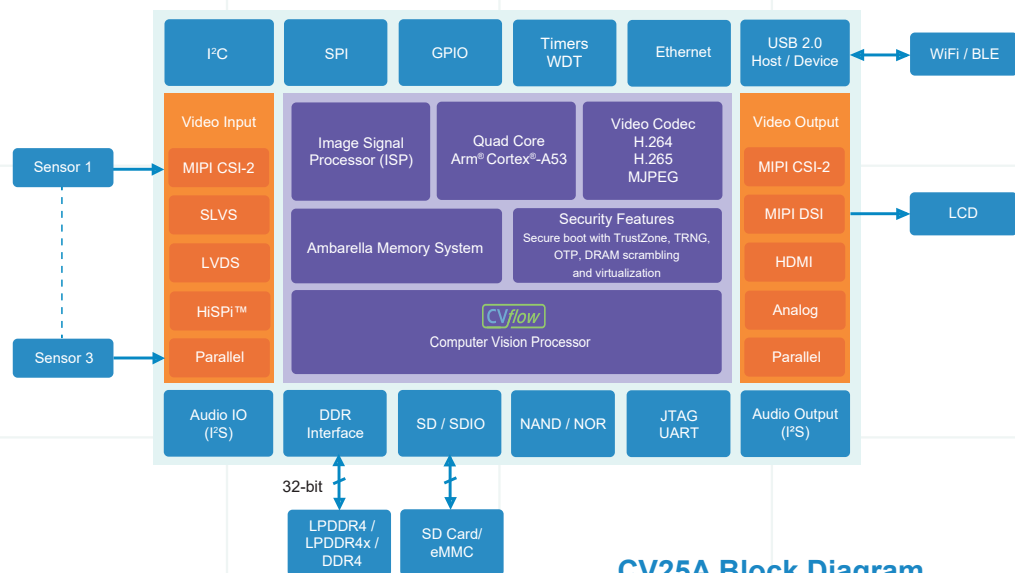 I²C
SPI
GPIO
Timers
WDT
Ethernet
USB 2.0
Host / Device
WiFi / BLE
Video Input
MIPI CSI-2
SLVS
LVDS
HiSPi™
Parallel
Sensor 1
Sensor 3
Image Signal
Processor (ISP)
Quad Core
Arm® Cortex®-A53
Video Codec
H.264
H.265
MJPEG
Ambarella Memory System
Security Features
Secure boot with TrustZone, TRNG,
OTP, DRAM scrambling
and virtualization
CVflow
Computer Vision Processor
Video Output
MIPI CSI-2
MIPI DSI
HDMI
Analog
Parallel
LCD
Audio IO
(I²S)
DDR
Interface
SD / SDIO
NAND / NOR
JTAG
UART
Audio Output
(I²S)
32-bit
LPDDR4 /
LPDDR4x /
DDR4
SD Card/
eMMC
CV25A Block Diagram